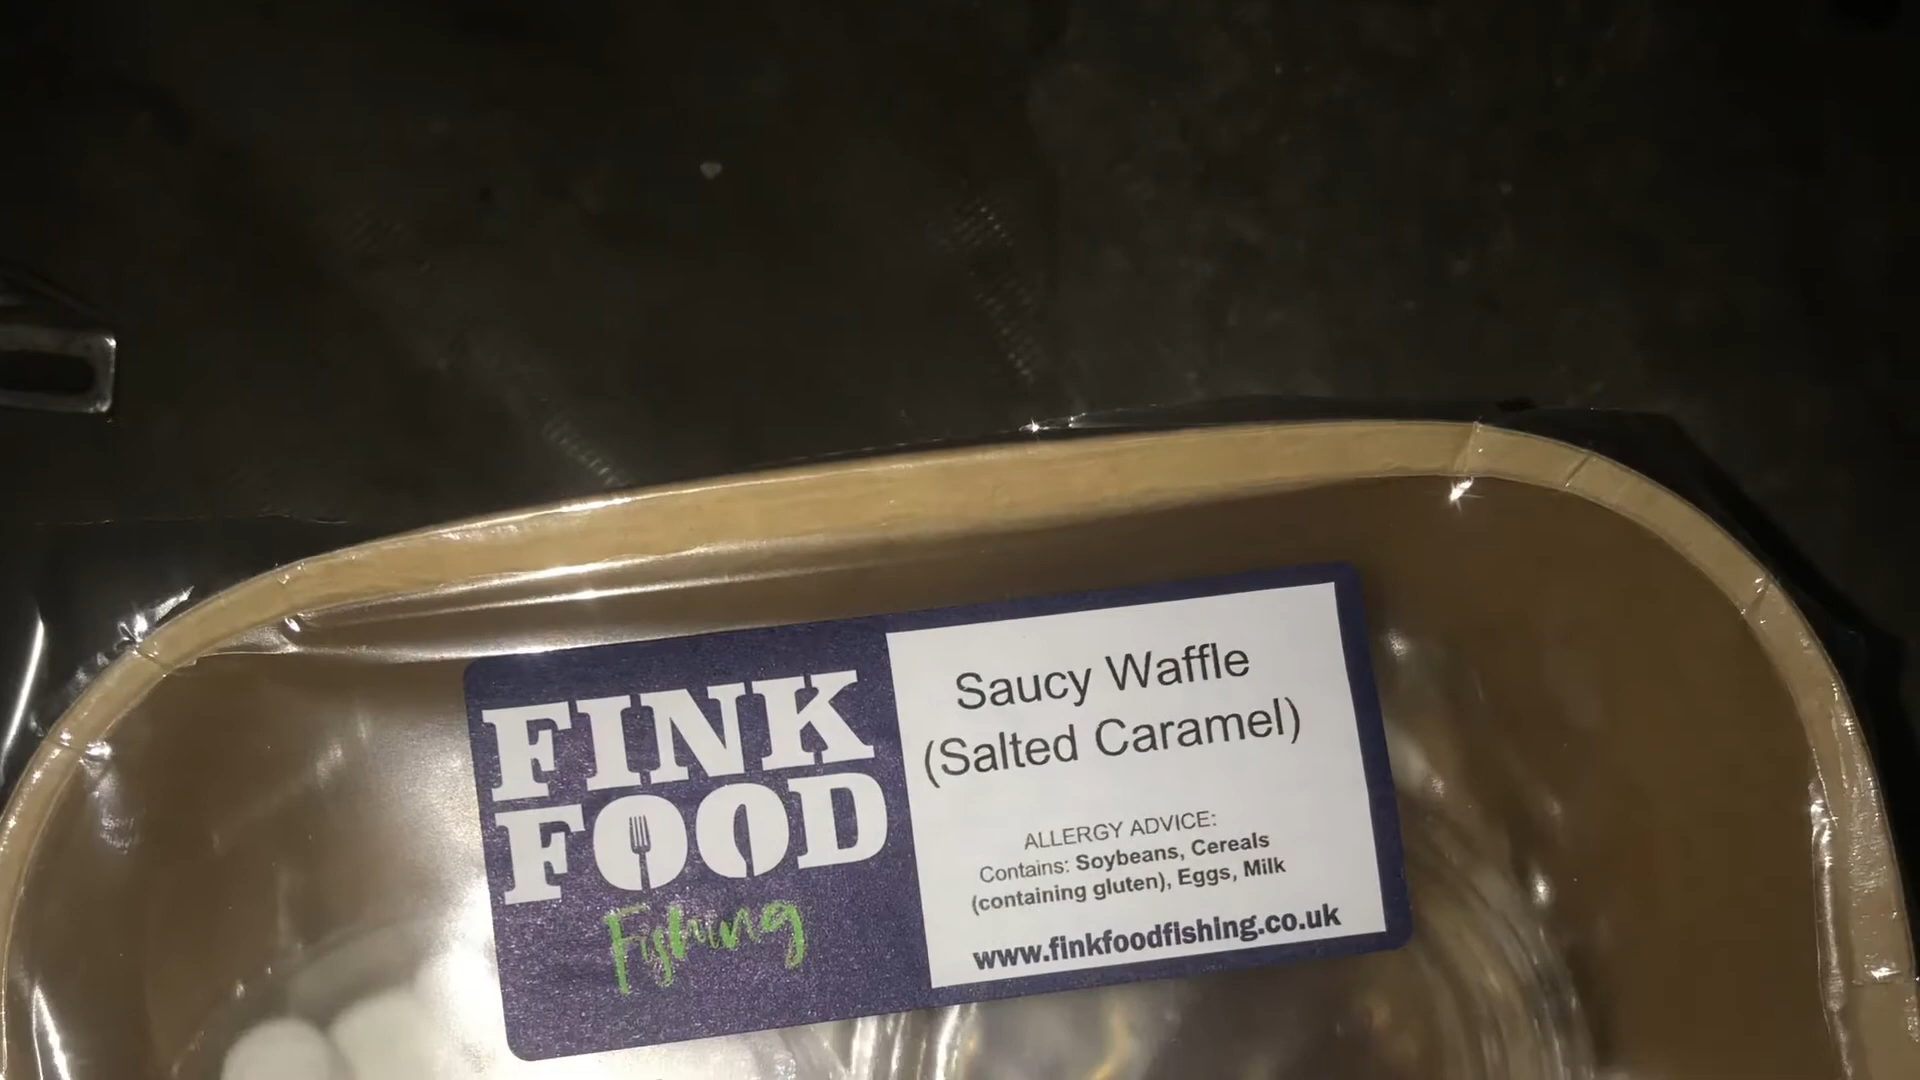 FINK
FOOD
Fishing
Saucy Waffle
(Salted Caramel)
ALLERGY ADVICE:
Contains: Soybeans, Cereals
(containing gluten), Eggs, Milk
www.finkfoodfishing.co.uk